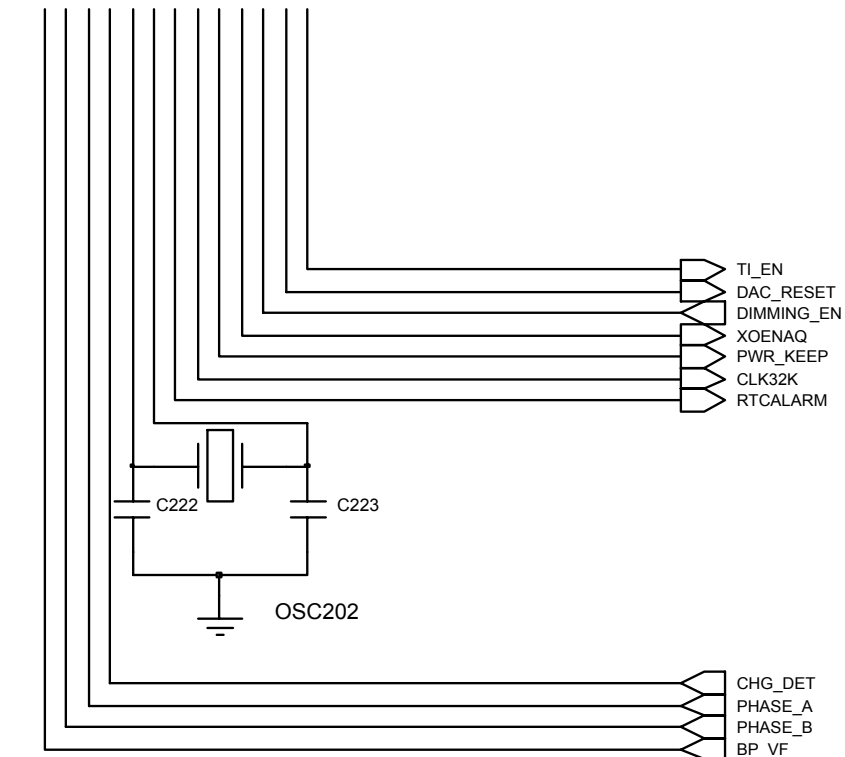 TI_EN
DAC_RESET
DIMMING_EN
XOENAQ
PWR_KEEP
CLK32K
RTCALARM
C222
C223
OSC202
CHG_DET
PHASE_A
PHASE_B
BP_VF